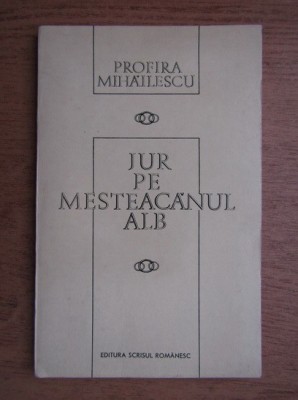 PROFIRA
MIHĂILESCU
JUR
PE
MESTEACĂNUL
ALB
EDITURA SCRISUL ROMÂNESC